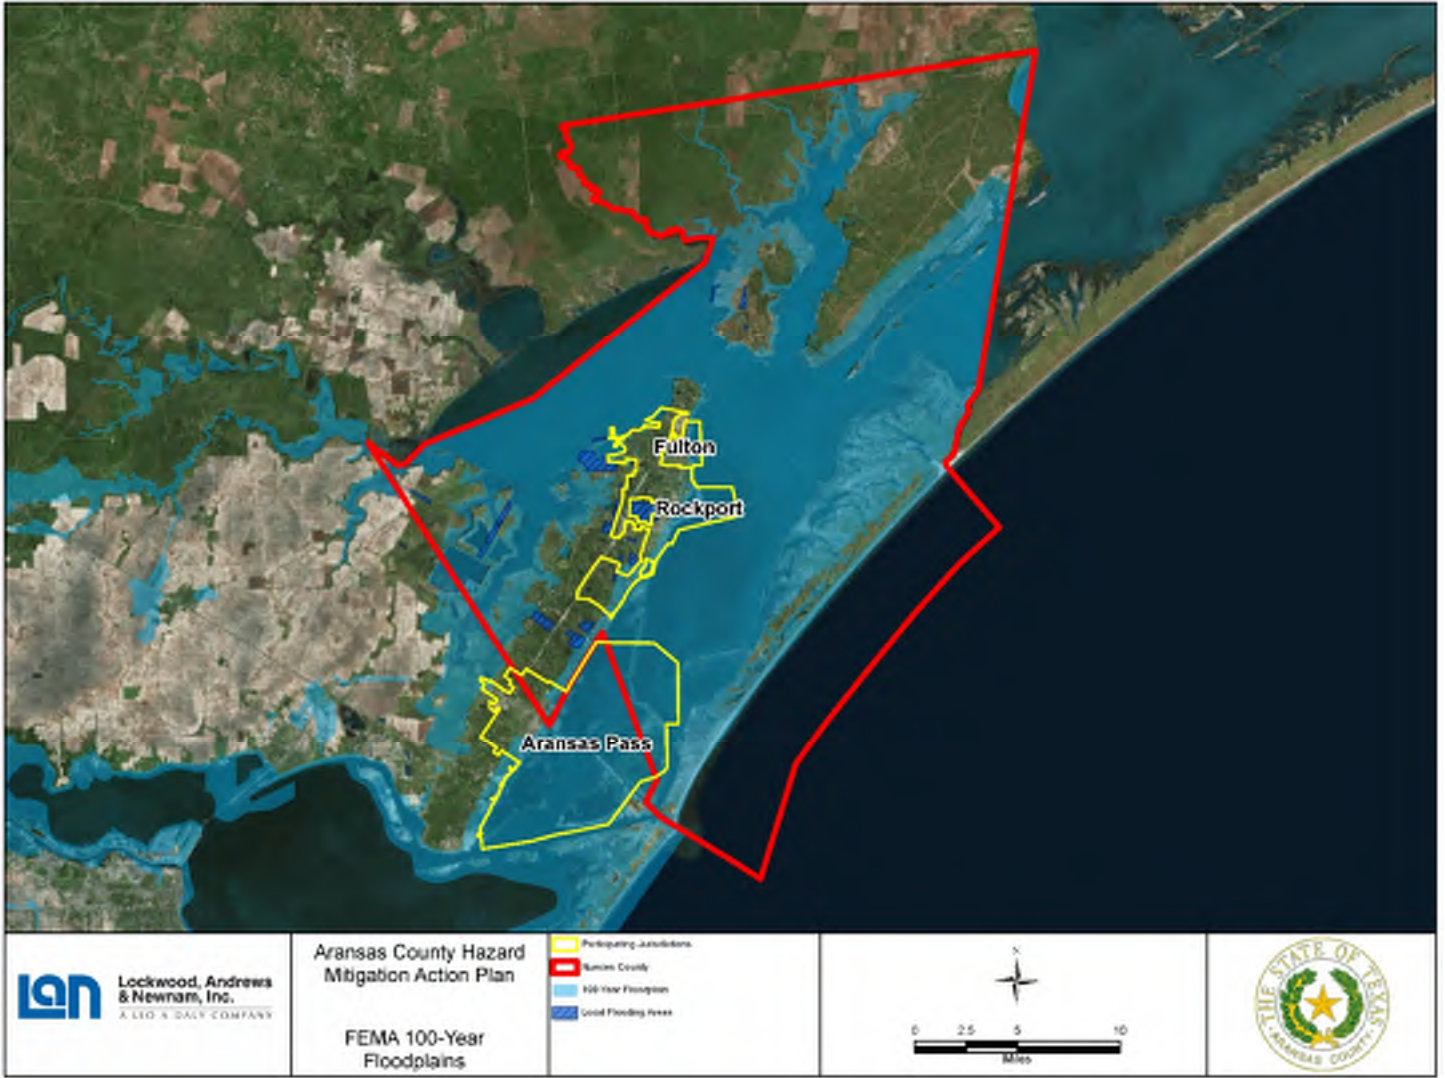 Fulton
Rockport
Aransas Pass
LAN
Lockwood, Andrews
& Newnam, Inc.
A LEO A DALY COMPANY
Aransas County Hazard
Mitigation Action Plan
FEMA 100-Year
Floodplains
Participating Jurisdictions
Nueces County
100 Year Floodplain
Local Flooding Areas
N
0 2.5 5 10
Miles
THE STATE OF TEXAS
ARANSAS COUNTY